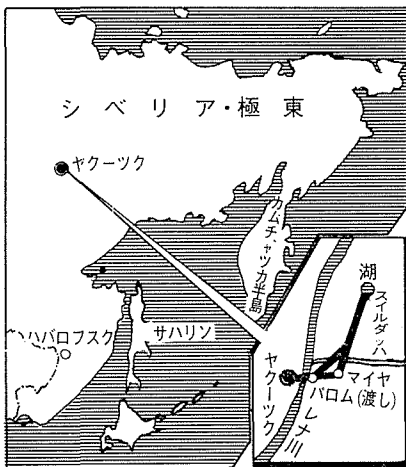 シベリア・極東
ヤクーツク
カムチャツカ半島
ハバロフスク
サハリン
湖
スイルダッハ
ヤクーツク
マイヤ
パロム(渡し)
レナ川